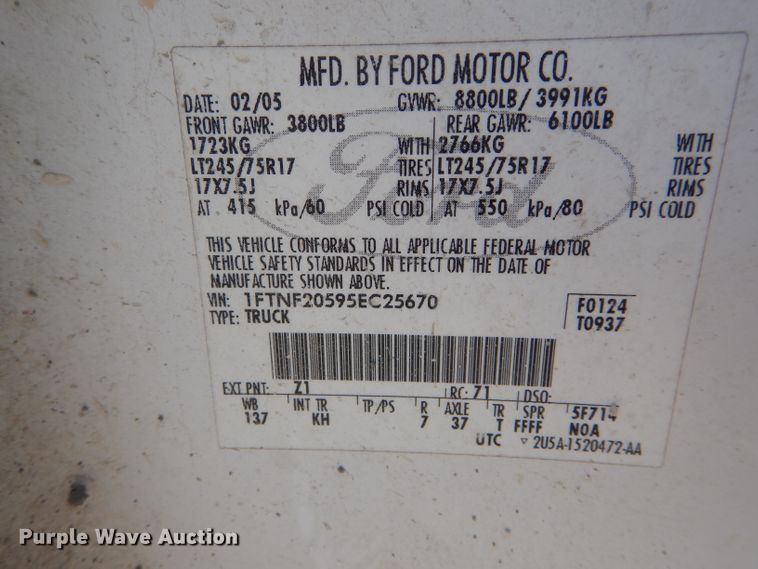 MFD. BY FORD MOTOR CO.
DATE: 02/05 GVWR: 8800LB/ 3991KG
FRONT GAWR: 3800LB REAR GAWR: 6100LB
1723KG WITH 2766KG WITH
LT245/75R17 TIRES LT245/75R17 TIRES
17X7.5J RIMS 17X7.5J RIMS
AT 415 kPa/60 PSI COLD AT 550 kPa/80 PSI COLD
Ford
THIS VEHICLE CONFORMS TO ALL APPLICABLE FEDERAL MOTOR
VEHICLE SAFETY STANDARDS IN EFFECT ON THE DATE OF
MANUFACTURE SHOWN ABOVE.
VIN: 1FTNF20595EC25670 F0124
TYPE: TRUCK T0937
EXT PNT: Z1 RC: 71 DSO:
WB INT TR TP/PS R AXLE TR SPR 5F714
137 KH 7 37 T FFFF NOA
UTC ▽ 2U5A-1520472-AA
Purple Wave Auction